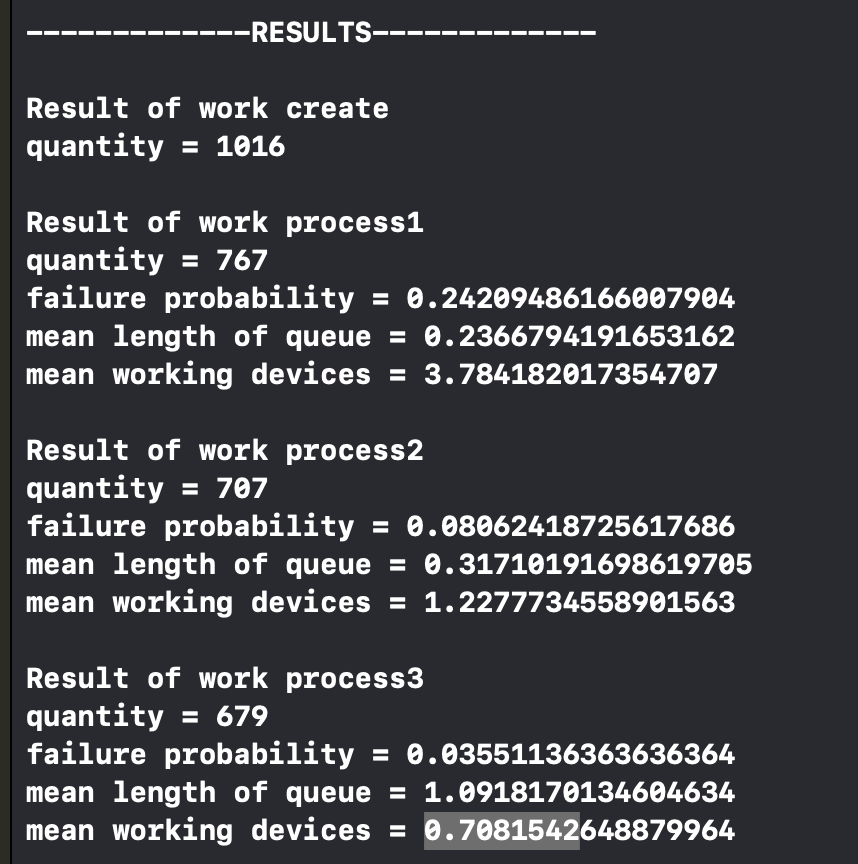 -------------RESULTS-------------
Result of work create
quantity = 1016
Result of work process1
quantity = 767
failure probability = 0.24209486166007904
mean length of queue = 0.2366794191653162
mean working devices = 3.784182017354707
Result of work process2
quantity = 707
failure probability = 0.08062418725617686
mean length of queue = 0.31710191698619705
mean working devices = 1.2277734558901563
Result of work process3
quantity = 679
failure probability = 0.03551136363636364
mean length of queue = 1.0918170134604634
mean working devices = 0.7081542648879964